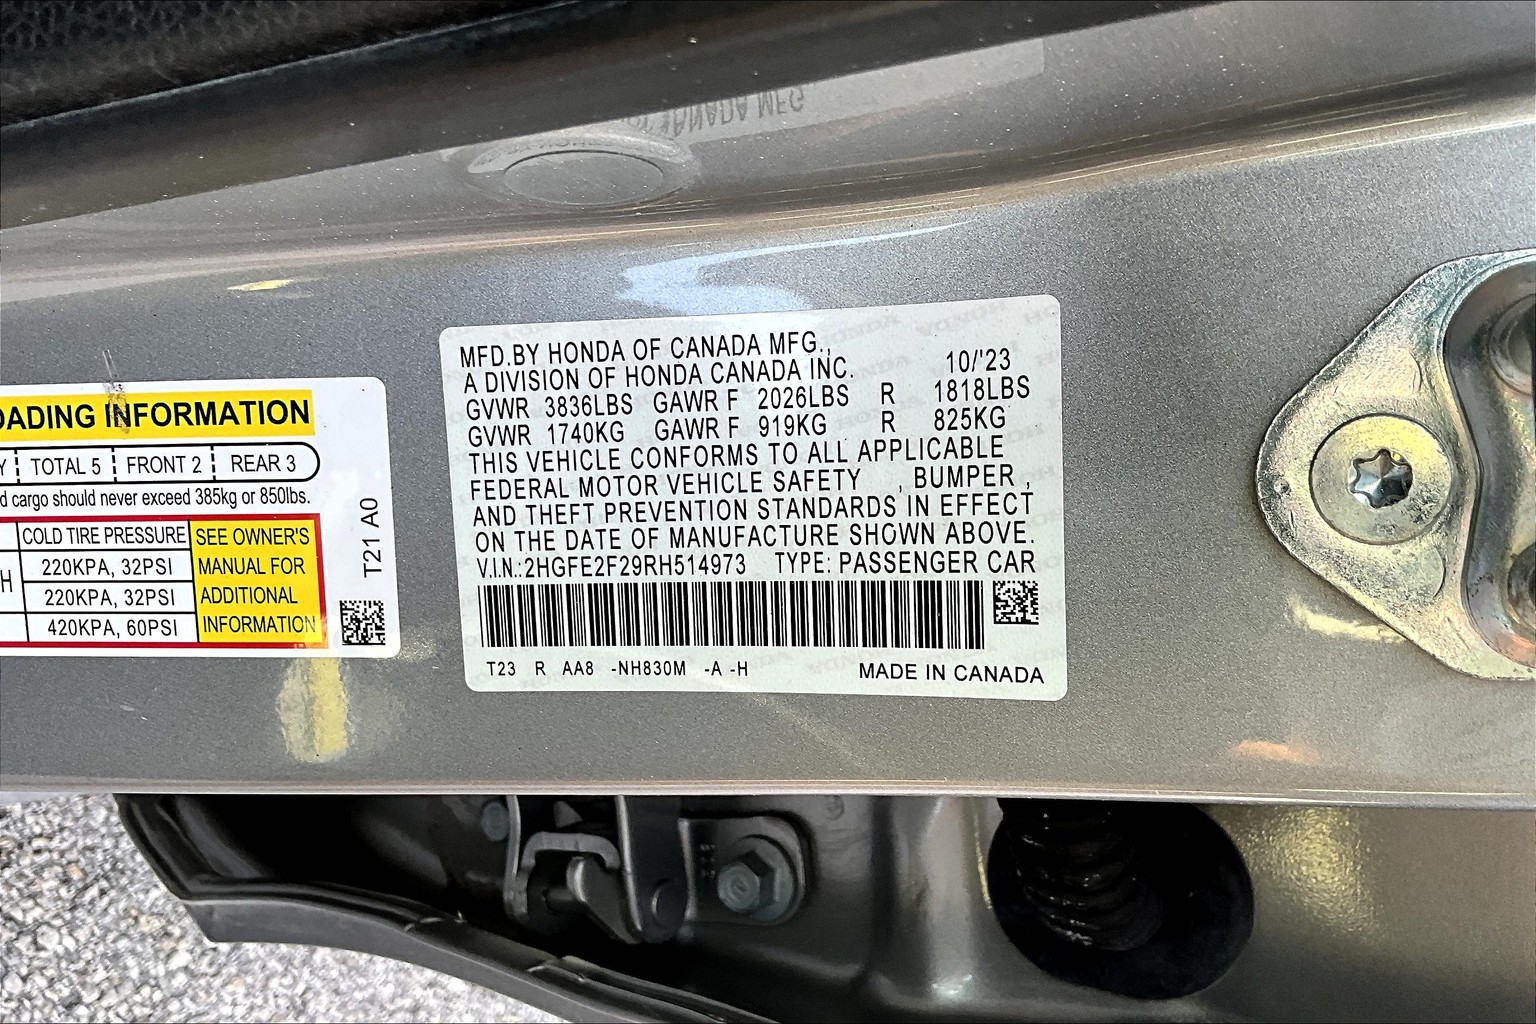 OADING INFORMATION
Y TOTAL 5 FRONT 2 REAR 3
d cargo should never exceed 385kg or 850lbs.
COLD TIRE PRESSURE
H 220KPA, 32PSI
220KPA, 32PSI
420KPA, 60PSI
SEE OWNER'S
MANUAL FOR
ADDITIONAL
INFORMATION
T21 A0
MFD.BY HONDA OF CANADA MFG.,
A DIVISION OF HONDA CANADA INC. 10/'23
GVWR 3836LBS GAWR F 2026LBS R 1818LBS
GVWR 1740KG GAWR F 919KG R 825KG
THIS VEHICLE CONFORMS TO ALL APPLICABLE
FEDERAL MOTOR VEHICLE SAFETY , BUMPER ,
AND THEFT PREVENTION STANDARDS IN EFFECT
ON THE DATE OF MANUFACTURE SHOWN ABOVE.
V.I.N.:2HGFE2F29RH514973 TYPE: PASSENGER CAR
T23 R AA8 -NH830M -A -H MADE IN CANADA